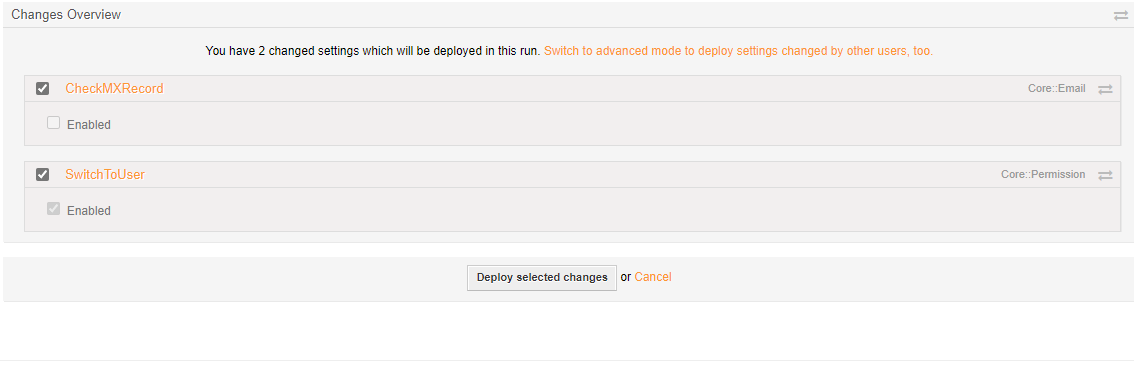 Changes Overview
You have 2 changed settings which will be deployed in this run. Switch to advanced mode to deploy settings changed by other users, too.
CheckMXRecord Core::Email
Enabled
SwitchToUser Core::Permission
Enabled
Deploy selected changes or Cancel